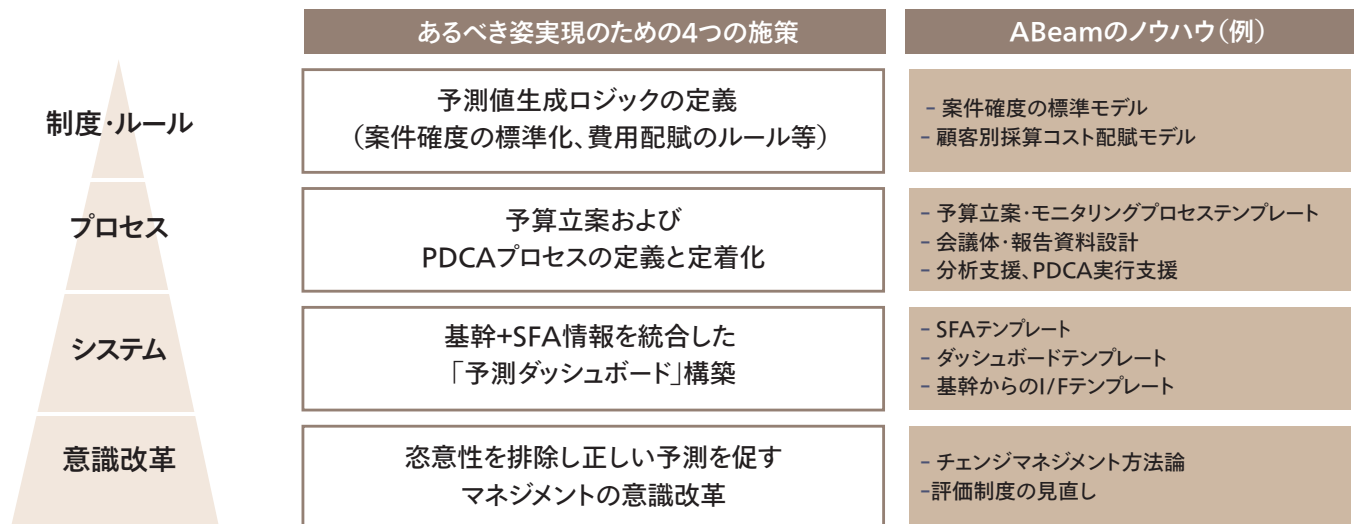 あるべき姿実現のための4つの施策
ABeamのノウハウ（例）
制度・ルール
予測値生成ロジックの定義
（案件確度の標準化、費用配賦のルール等）
– 案件確度の標準モデル
– 顧客別採算コスト配賦モデル
プロセス
予算立案および
PDCAプロセスの定義と定着化
– 予算立案・モニタリングプロセステンプレート
– 会議体・報告資料設計
– 分析支援、PDCA実行支援
システム
基幹+SFA情報を統合した
「予測ダッシュボード」構築
– SFAテンプレート
– ダッシュボードテンプレート
– 基幹からのI/Fテンプレート
意識改革
恣意性を排除し正しい予測を促す
マネジメントの意識改革
– チェンジマネジメント方法論
–評価制度の見直し